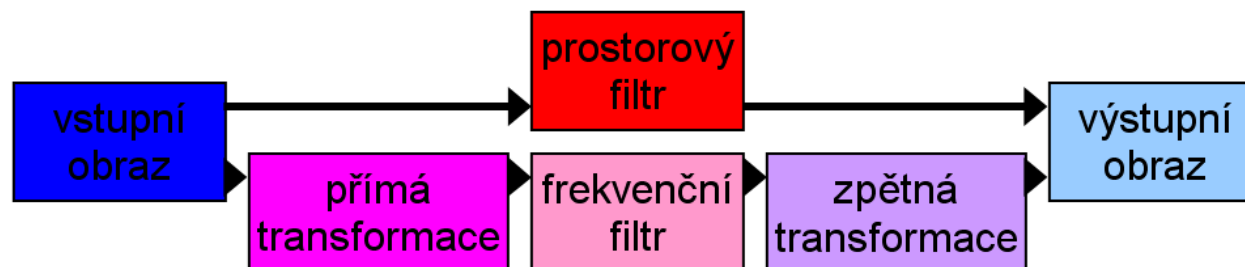 prostorový
filtr
vstupní
obraz
výstupní
obraz
přímá
transformace
frekvenční
filtr
zpětná
transformace